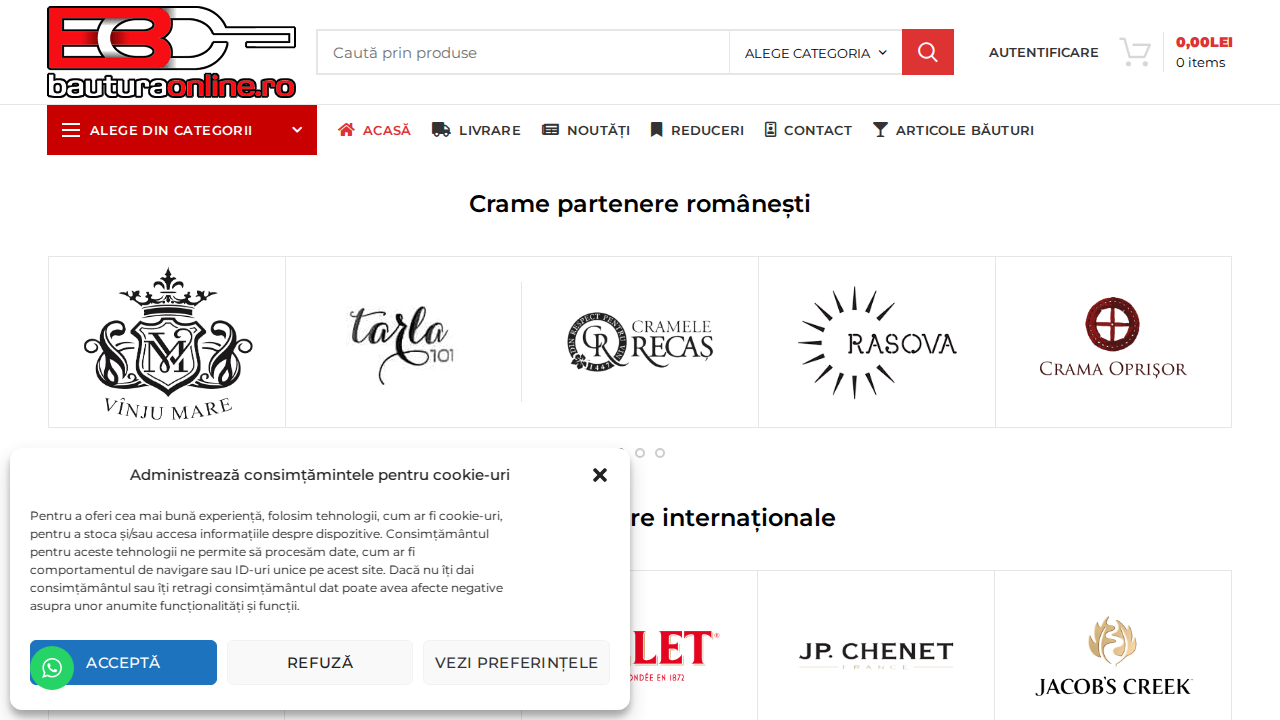 bauturaonline.ro
Caută prin produse
ALEGE CATEGORIA
AUTENTIFICARE
0,00LEI
0 items
ALEGE DIN CATEGORII
ACASĂ
LIVRARE
NOUTĂȚI
REDUCERI
CONTACT
ARTICOLE BĂUTURI
Crame partenere românești
VÎNJU MARE
tarla
101
DIN RESPECT PENTRU VIN
CR
1447
CRAMELE
RECAȘ
RASOVA
CRAMA OPRIȘOR
re internaționale
LET
ONDÉE EN 1872
J.P. CHENET
FRANCE
JACOB'S CREEK
Administrează consimțămintele pentru cookie-uri
Pentru a oferi cea mai bună experiență, folosim tehnologii, cum ar fi cookie-uri,
pentru a stoca și/sau accesa informațiile despre dispozitive. Consimțământul
pentru aceste tehnologii ne permite să procesăm date, cum ar fi
comportamentul de navigare sau ID-uri unice pe acest site. Dacă nu îți dai
consimțământul sau îți retragi consimțământul dat poate avea afecte negative
asupra unor anumite funcționalități și funcții.
ACCEPTĂ
REFUZĂ
VEZI PREFERINȚELE